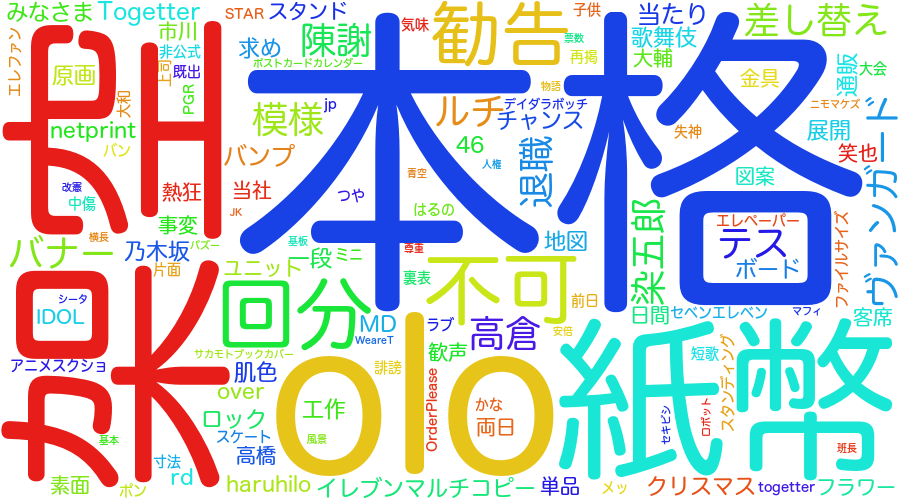 架空
本格
olo
紙幣
勧告
不可
回分
みなさま
Togetter
STAR
スタンド
市川
非公式
求め
陳謝
気味
子供
当たり
差し替え
歌舞伎
票数
再掲
大輔
通販
大会
エレファン
原画
上司
既出
ポストカードカレンダー
物語
金具
PGR
大和
模様
jp
ルチ
デイダラボッチ
チャンス
ニモマケズ
ヴァンガード
netprint
パン
バンプ
46
失神
展開
笑也
退職
人権
青空
図案
改憲
中傷
熱狂
当社
JK
つや
染五郎
エレペーパー
事変
はるの
テス
横長
バズー
基板
尊重
地図
ボード
ファイルサイズ
バナー
乃木坂
片面
一段
ミニ
ユニット
裏表
前日
日間
セブンエレベン
マフィ
客席
シータ
IDOL
MD
ラブ
高倉
安倍
WeareT
サカモトブックカバー
歓声
短歌
アニメスクショ
肌色
誹謗
スタンディング
over
OrderPlease
かな
ロック
工作
両日
ロボット
セキビシ
スケート
風景
基本
高橋
班長
寸法
素面
ポン
rd
haruhilo
イレブンマルチコピー
単品
メッ
クリスマス
together
フラワー